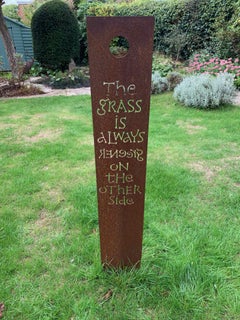 The
gRASS
IS
aLWAYS
gReeNeR
ON
tHe
OtHeR
Side